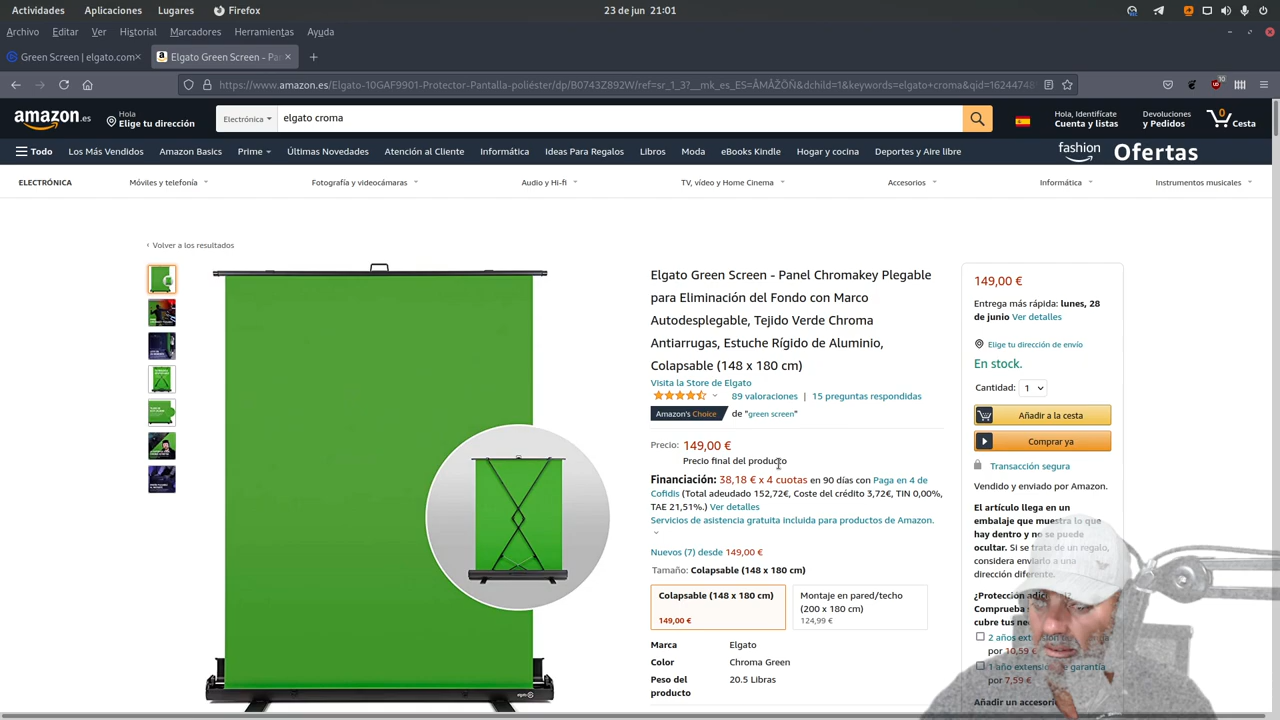 Actividades Aplicaciones Lugares Firefox 23 de jun 21:01
Archivo Editar Ver Historial Marcadores Herramientas Ayuda
Green Screen | elgato.com × Elgato Green Screen - Pa ×
https://www.amazon.es/Elgato-10GAF9901-Protector-Pantalla-poliéster/dp/B0743Z892W/ref=sr_1_3?__mk_es_ES=ÅMÅŽÕÑ&dchild=1&keywords=elgato+croma&qid=16244748
amazon.es
Hola
Elige tu dirección
Electrónica elgato croma
Hola, Identifícate
Cuenta y listas
Devoluciones
y Pedidos
0 Cesta
Todo Los Más Vendidos Amazon Basics Prime Últimas Novedades Atención al Cliente Informática Ideas Para Regalos Libros Moda eBooks Kindle Hogar y cocina Deportes y Aire libre fashion Ofertas
ELECTRÓNICA Móviles y telefonía Fotografía y videocámaras Audio y Hi-fi TV, vídeo y Home Cinema Accesorios Informática Instrumentos musicales
‹ Volver a los resultados
Elgato Green Screen - Panel Chromakey Plegable
para Eliminación del Fondo con Marco
Autodesplegable, Tejido Verde Chroma
Antiarrugas, Estuche Rígido de Aluminio,
Colapsable (148 x 180 cm)
Visita la Store de Elgato
89 valoraciones | 15 preguntas respondidas
Amazon's Choice de "green screen"
Precio: 149,00 €
Precio final del producto
Financiación: 38,18 € x 4 cuotas en 90 días con Paga en 4 de
Cofidis (Total adeudado 152,72€, Coste del crédito 3,72€, TIN 0,00%,
TAE 21,51%.) Ver detalles
Servicios de asistencia gratuita incluida para productos de Amazon.
Nuevos (7) desde 149,00 €
Tamaño: Colapsable (148 x 180 cm)
Colapsable (148 x 180 cm)
149,00 €
Montaje en pared/techo
(200 x 180 cm)
124,99 €
Marca Elgato
Color Chroma Green
Peso del
producto
20.5 Libras
149,00 €
Entrega más rápida: lunes, 28
de junio Ver detalles
Elige tu dirección de envío
En stock.
Cantidad: 1
Añadir a la cesta
Comprar ya
Transacción segura
Vendido y enviado por Amazon.
El artículo llega en un
embalaje que muestra lo que
hay dentro y no se puede
ocultar. Si se trata de un regalo,
considera enviarlo a una
dirección diferente.
¿Protección
Comprueba
cubre tus
2 años
por 10,59 €
1 año extensión de garantía
por 7,59 €
Añadir un accesorio
elgato